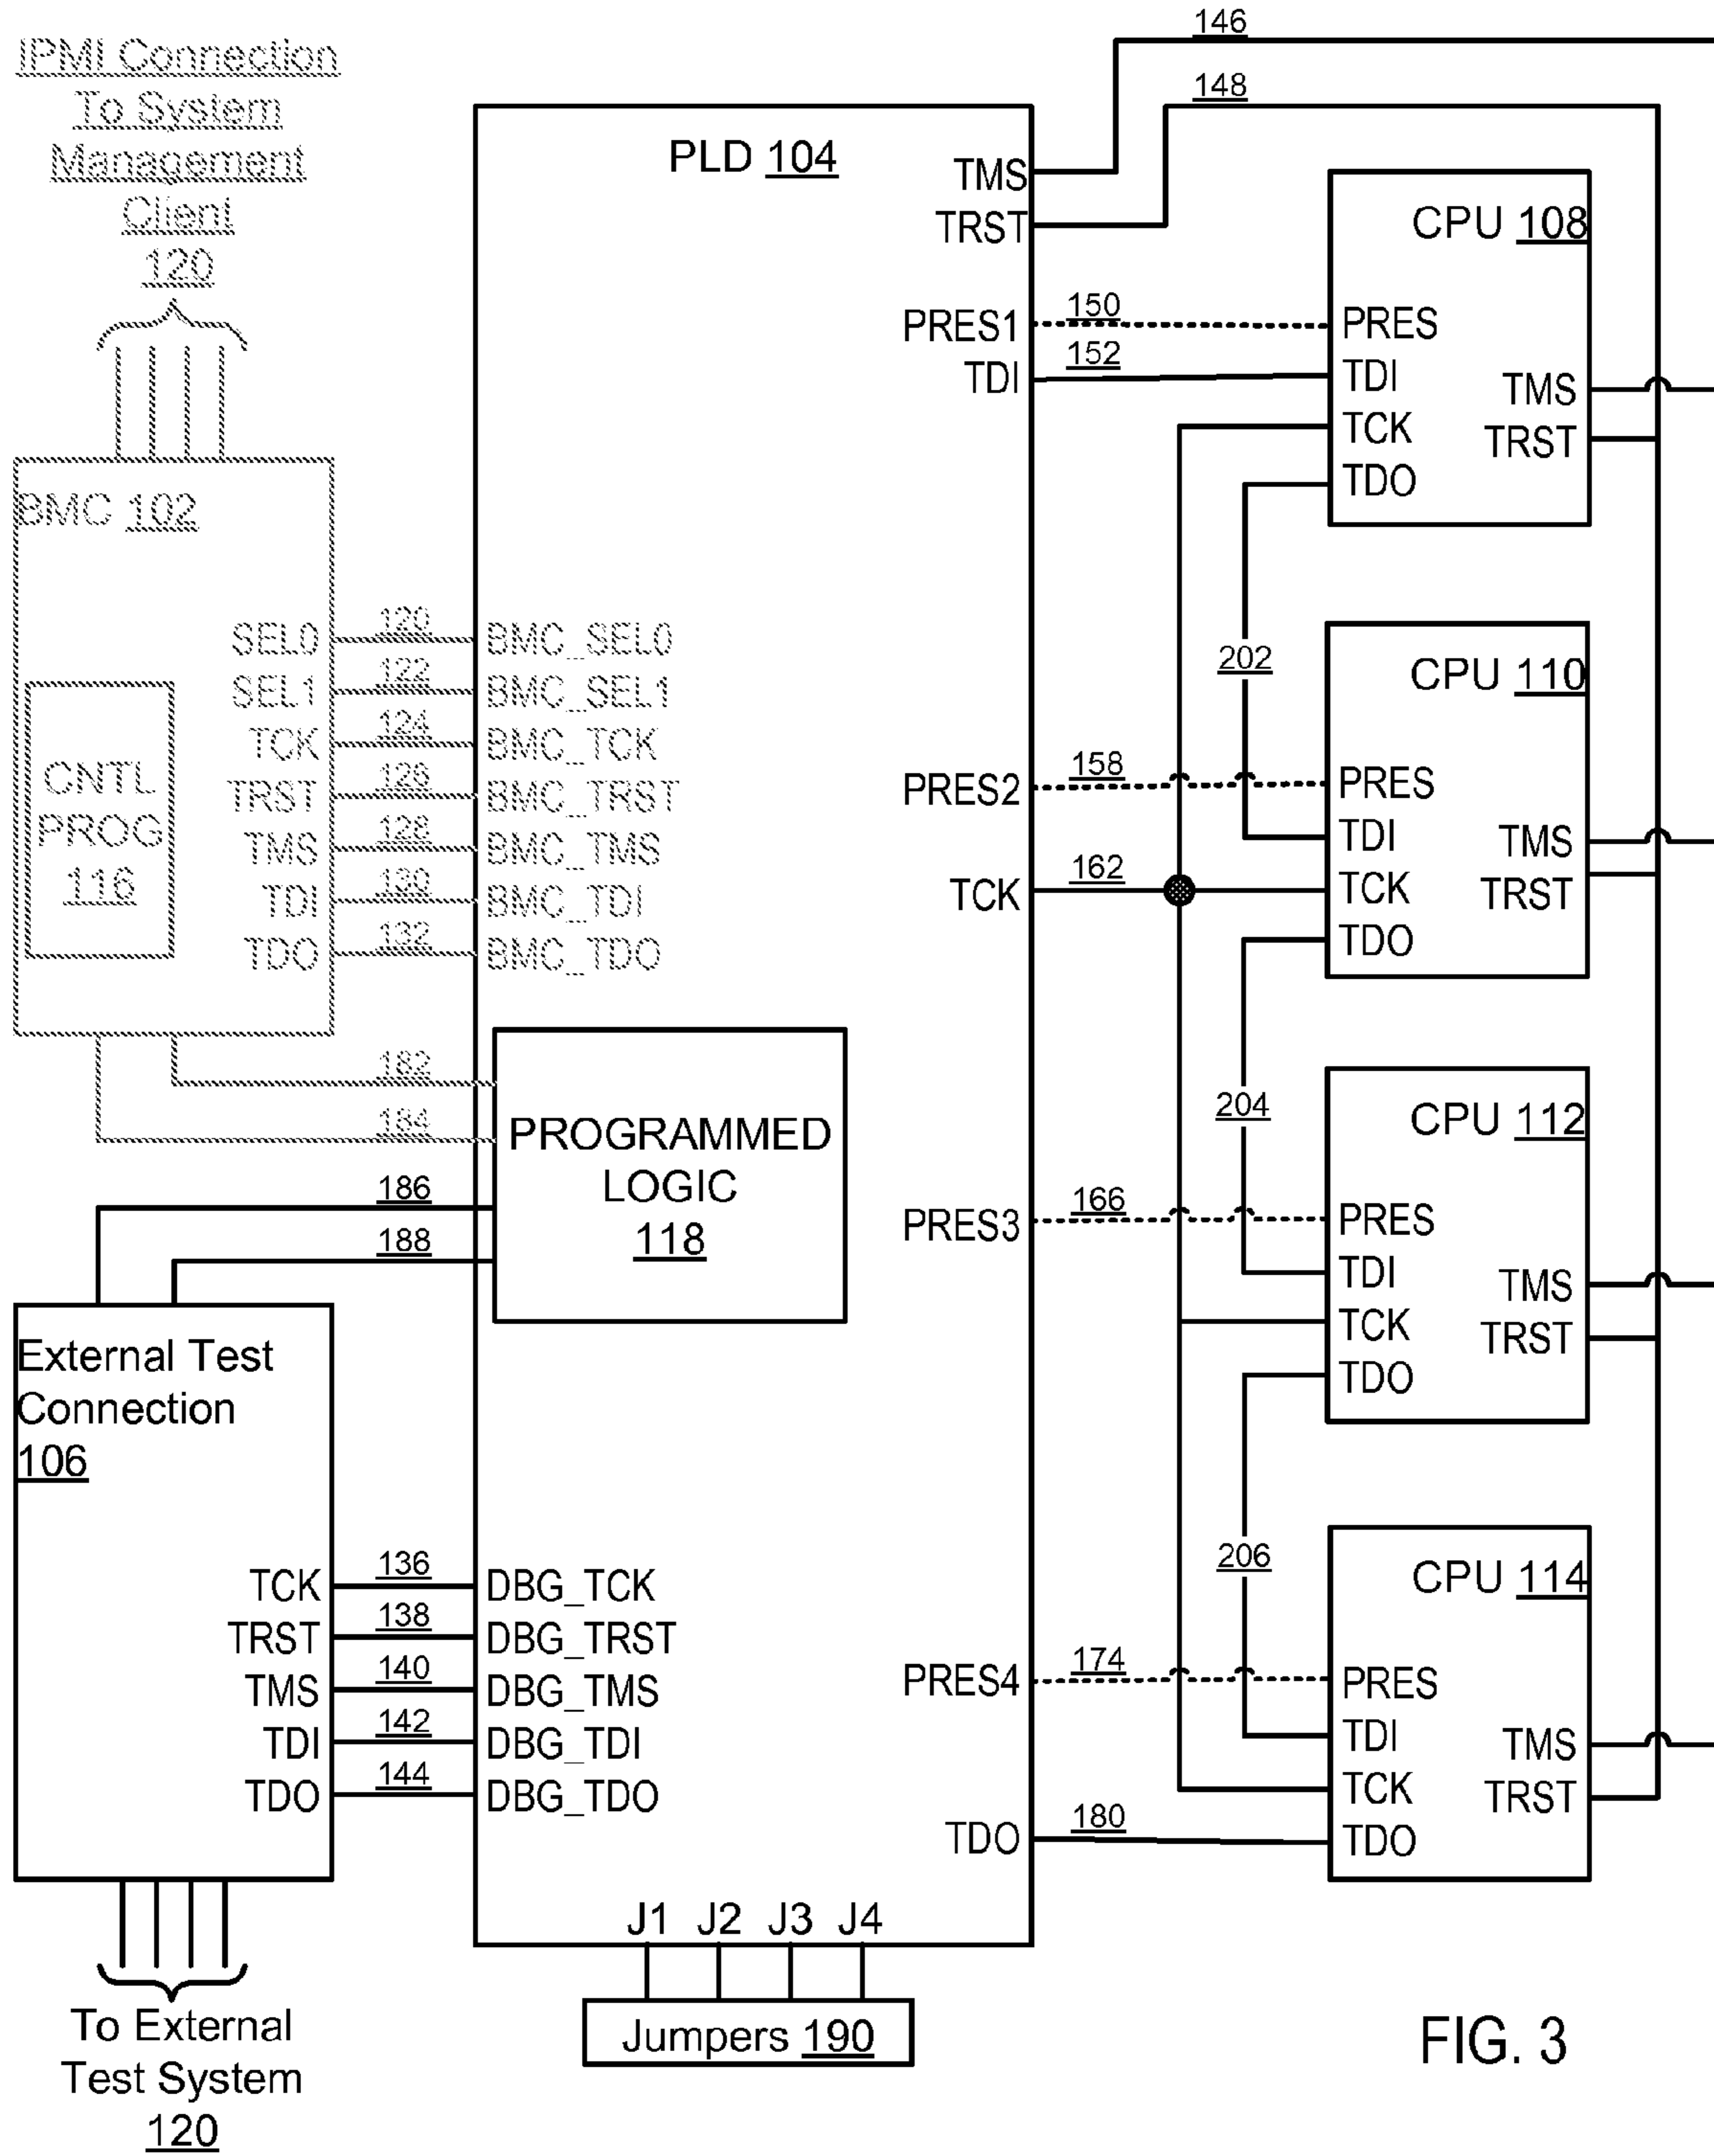 IPMI Connection
To System
Management
Client
120
BMC 102
SEL0
SEL1
TCK
TRST
TMS
TDI
TDO
CNTL
PROG
116
120
122
124
129
128
130
132
182
184
186
188
External Test
Connection
106
TCK
TRST
TMS
TDI
TDO
136
138
140
142
144
To External
Test System
120
PLD 104
BMC_SEL0
BMC_SEL1
BMC_TCK
BMC_TRST
BMC_TMS
BMC_TDI
BMC_TDO
PROGRAMMED
LOGIC
118
DBG_TCK
DBG_TRST
DBG_TMS
DBG_TDI
DBG_TDO
TMS
TRST
PRES1
TDI
PRES2
TCK
PRES3
PRES4
TDO
J1 J2 J3 J4
Jumpers 190
146
148
150
152
158
162
166
174
180
202
204
206
CPU 108
PRES
TDI
TCK
TDO
TMS
TRST
CPU 110
PRES
TDI
TCK
TDO
TMS
TRST
CPU 112
PRES
TDI
TCK
TDO
TMS
TRST
CPU 114
PRES
TDI
TCK
TDO
TMS
TRST
FIG. 3